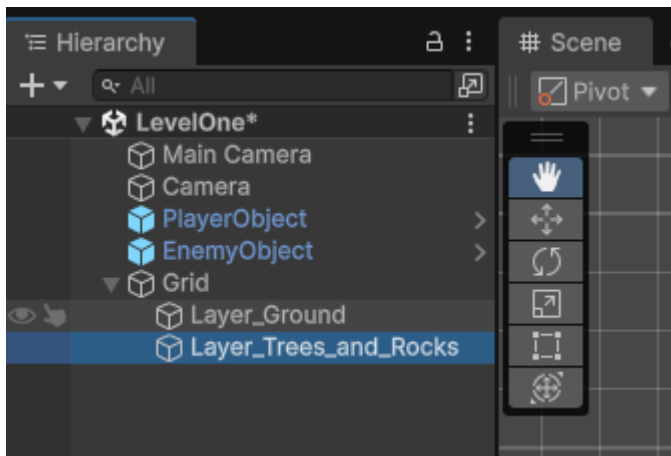 Hierarchy
Scene
All
Pivot
LevelOne*
Main Camera
Camera
PlayerObject
EnemyObject
Grid
Layer_Ground
Layer_Trees_and_Rocks